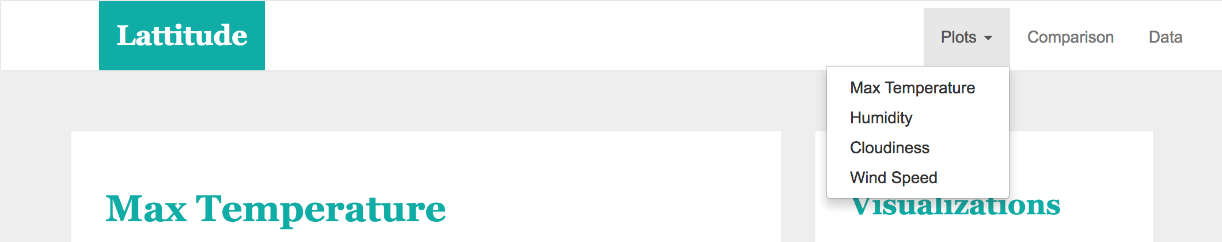 Lattitude
Plots
Comparison
Data
Max Temperature
Humidity
Cloudiness
Wind Speed
Max Temperature
Visualizations